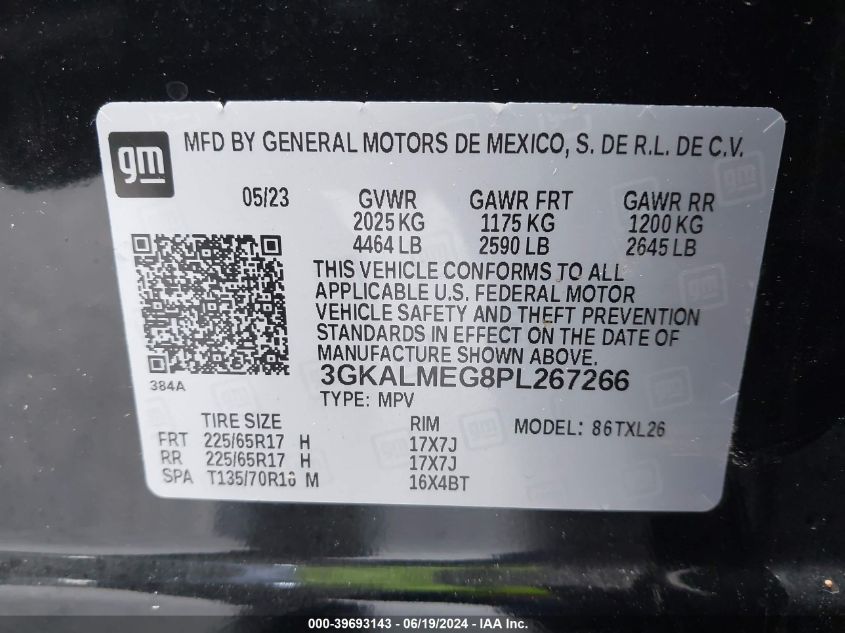 gm
MFD BY GENERAL MOTORS DE MEXICO, S. DE R.L. DE C.V.
05/23 GVWR GAWR FRT GAWR RR
2025 KG 1175 KG 1200 KG
4464 LB 2590 LB 2645 LB
THIS VEHICLE CONFORMS TO ALL
APPLICABLE U.S. FEDERAL MOTOR
VEHICLE SAFETY AND THEFT PREVENTION
STANDARDS IN EFFECT ON THE DATE OF
MANUFACTURE SHOWN ABOVE.
384A
3GKALMEG8PL267266
TYPE: MPV
TIRE SIZE RIM MODEL: 86TXL26
FRT 225/65R17 H 17X7J
RR 225/65R17 H 17X7J
SPA T135/70R16 M 16X4BT
000-39693143 - 06/19/2024 - IAA Inc.